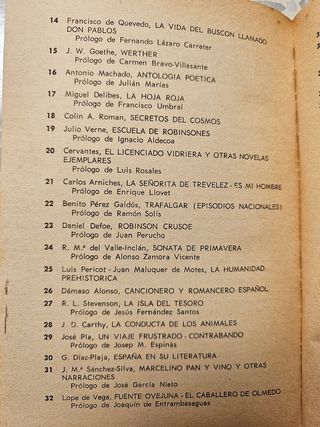 14 Francisco de Quevedo, LA VIDA DEL BUSCON LLAMADO
DON PABLOS
Prólogo de Fernando Lázaro Carreter
15 J. W. Goethe, WERTHER
Prólogo de Carmen Bravo-Villasante
16 Antonio Machado, ANTOLOGIA POETICA
Prólogo de Julián Marías
17 Miguel Delibes, LA HOJA ROJA
Prólogo de Francisco Umbral
18 Colin A. Roman, SECRETOS DEL COSMOS
19 Julio Verne, ESCUELA DE ROBINSONES
Prólogo de Ignacio Aldecoa
20 Cervantes, EL LICENCIADO VIDRIERA Y OTRAS NOVELAS
EJEMPLARES
Prólogo de Luis Rosales
21 Carlos Arniches, LA SEÑORITA DE TREVELEZ - ES MI HOMBRE
Prólogo de Enrique Llovet
22 Benito Pérez Galdós, TRAFALGAR (EPISODIOS NACIONALES)
Prólogo de Ramón Solís
23 Daniel Defoe, ROBINSON CRUSOE
Prólogo de Juan Perucho
24 R. M.ª del Valle-Inclán, SONATA DE PRIMAVERA
Prólogo de Alonso Zamora Vicente
25 Luis Pericot - Juan Maluquer de Motes, LA HUMANIDAD
PREHISTORICA
26 Dámaso Alonso, CANCIONERO Y ROMANCERO ESPAÑOL
27 R. L. Stevenson, LA ISLA DEL TESORO
Prólogo de Jesús Fernández Santos
28 J. D. Carthy, LA CONDUCTA DE LOS ANIMALES
29 José Pla, UN VIAJE FRUSTRADO - CONTRABANDO
Prólogo de Josep M. Espinàs
30 G. Díaz-Plaja, ESPAÑA EN SU LITERATURA
31 J. M.ª Sánchez-Silva, MARCELINO PAN Y VINO Y OTRAS
NARRACIONES
Prólogo de José García Nieto
32 Lope de Vega, FUENTE OVEJUNA - EL CABALLERO DE OLMEDO
Prólogo de Joaquín de Entrambasaguas